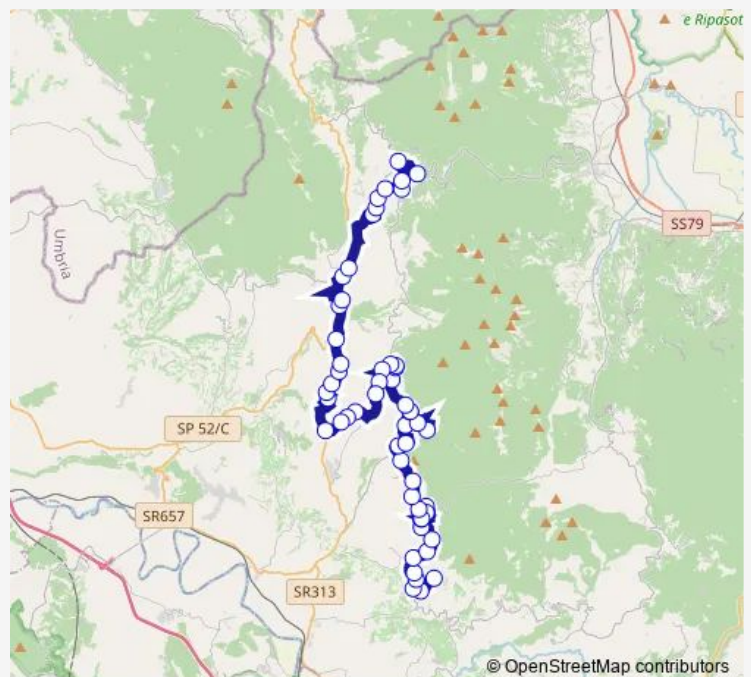 e Ripasot
SS79
Umbria
SP 52/C
SR657
SR313
© OpenStreetMap contributors